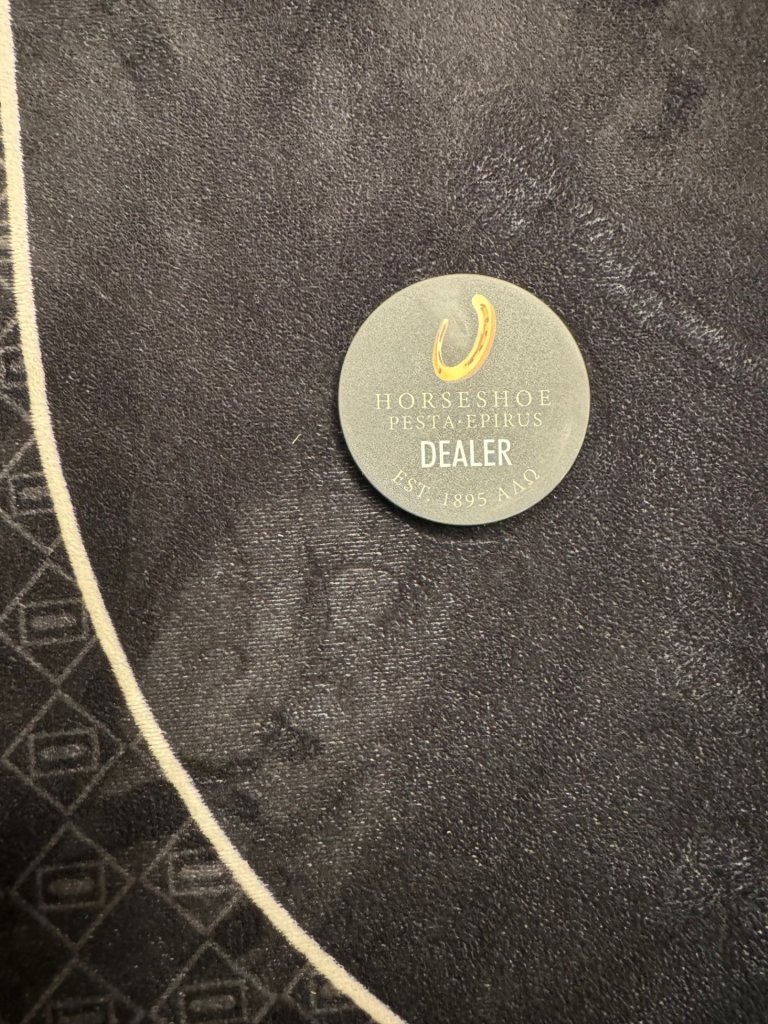 HORSESHOE
PESTA·EPIRUS
DEALER
EST. 1895 ΑΛΩ